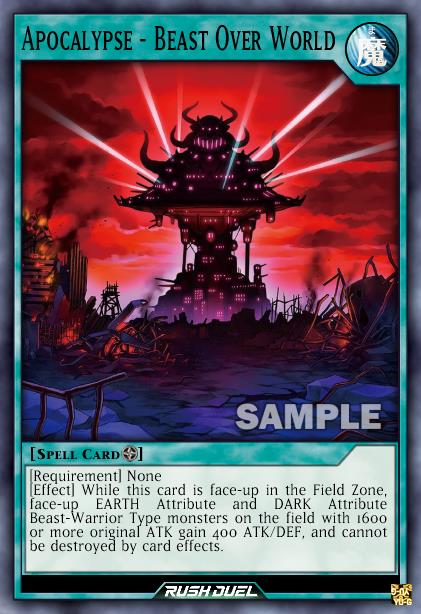 APOCALYPSE - BEAST OVER WORLD
ま
魔
SAMPLE
[SPELL CARD]
[Requirement] None
[Effect] While this card is face-up in the Field Zone,
face-up EARTH Attribute and DARK Attribute
Beast-Warrior Type monsters on the field with 1600
or more original ATK gain 400 ATK/DEF, and cannot
be destroyed by card effects.
RUSH DUEL